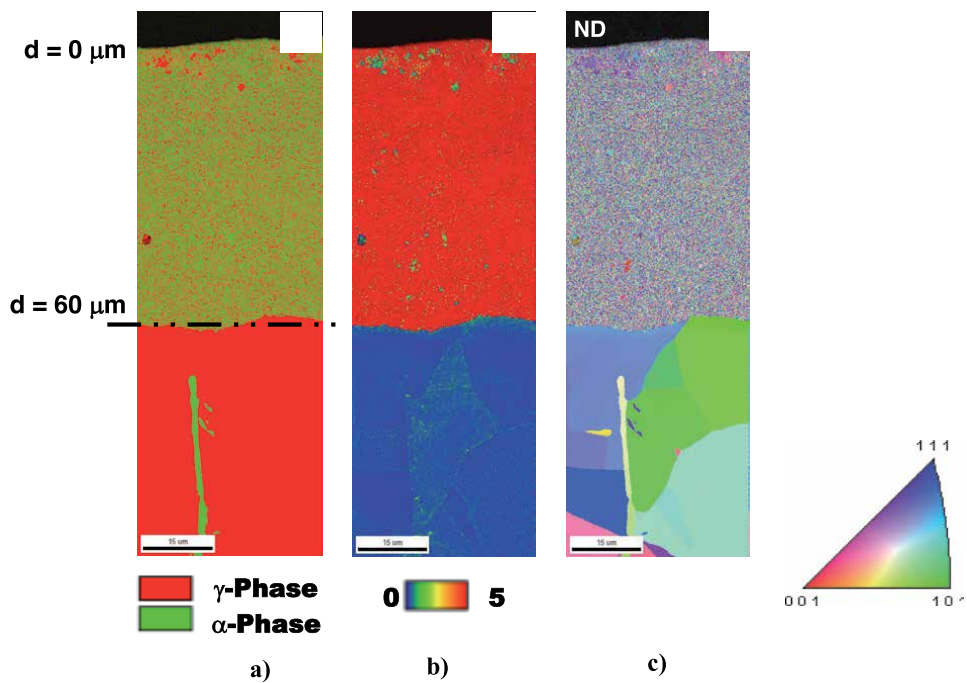 d = 0 μm
ND
d = 60 μm
15 um
15 um
15 um
1 1 1
0 0 1
γ-Phase
α-Phase
0 5
a)
b)
c)